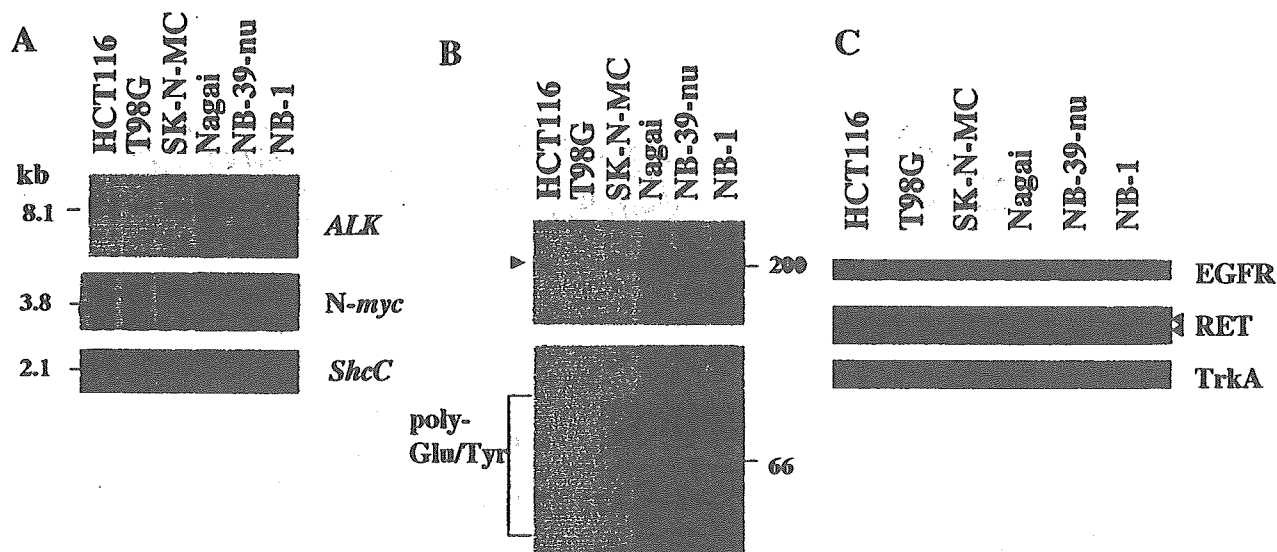 A
HCT116
T98G
SK-N-MC
Nagai
NB-39-nu
NB-1
kb
8.1
ALK
3.8
N-myc
2.1
ShcC
B
HCT116
T98G
SK-N-MC
Nagai
NB-39-nu
NB-1
200
poly-
Glu/Tyr
66
C
HCT116
T98G
SK-N-MC
Nagai
NB-39-nu
NB-1
EGFR
RET
TrkA